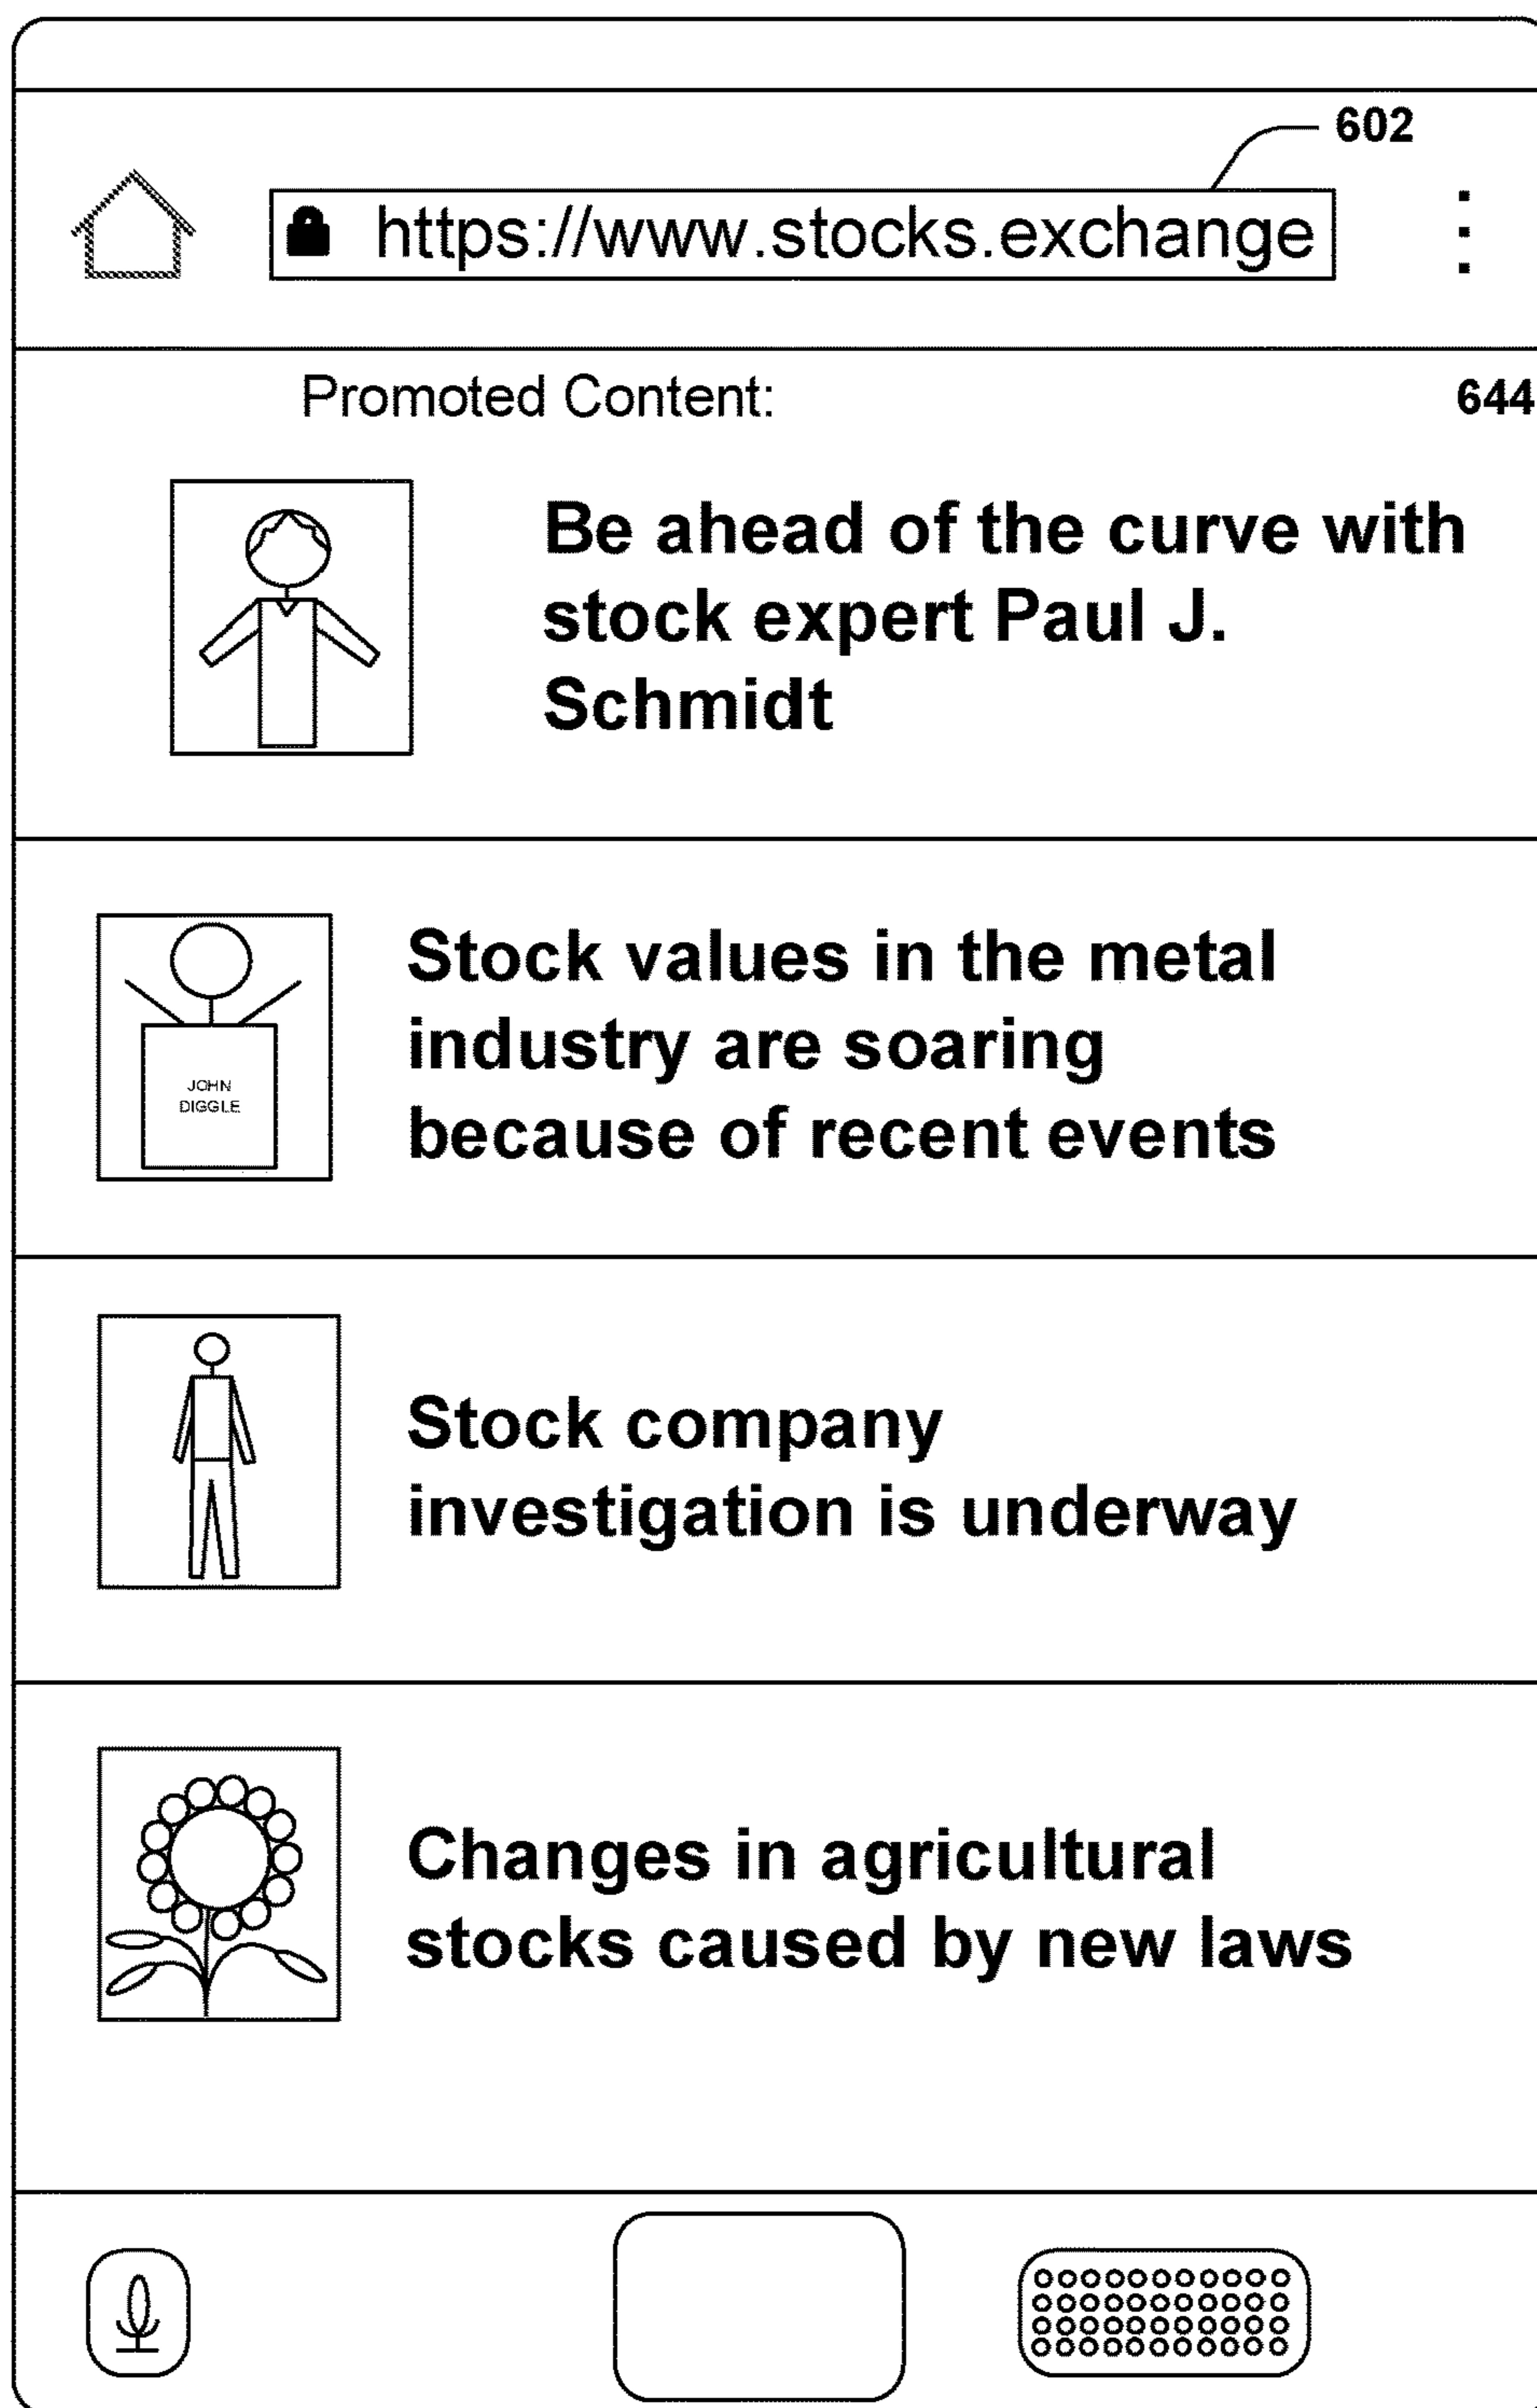 602
https://www.stocks.exchange
Promoted Content:
644
Be ahead of the curve with
stock expert Paul J.
Schmidt
Stock values in the metal
industry are soaring
because of recent events
JOHN
DIGGLE
Stock company
investigation is underway
Changes in agricultural
stocks caused by new laws